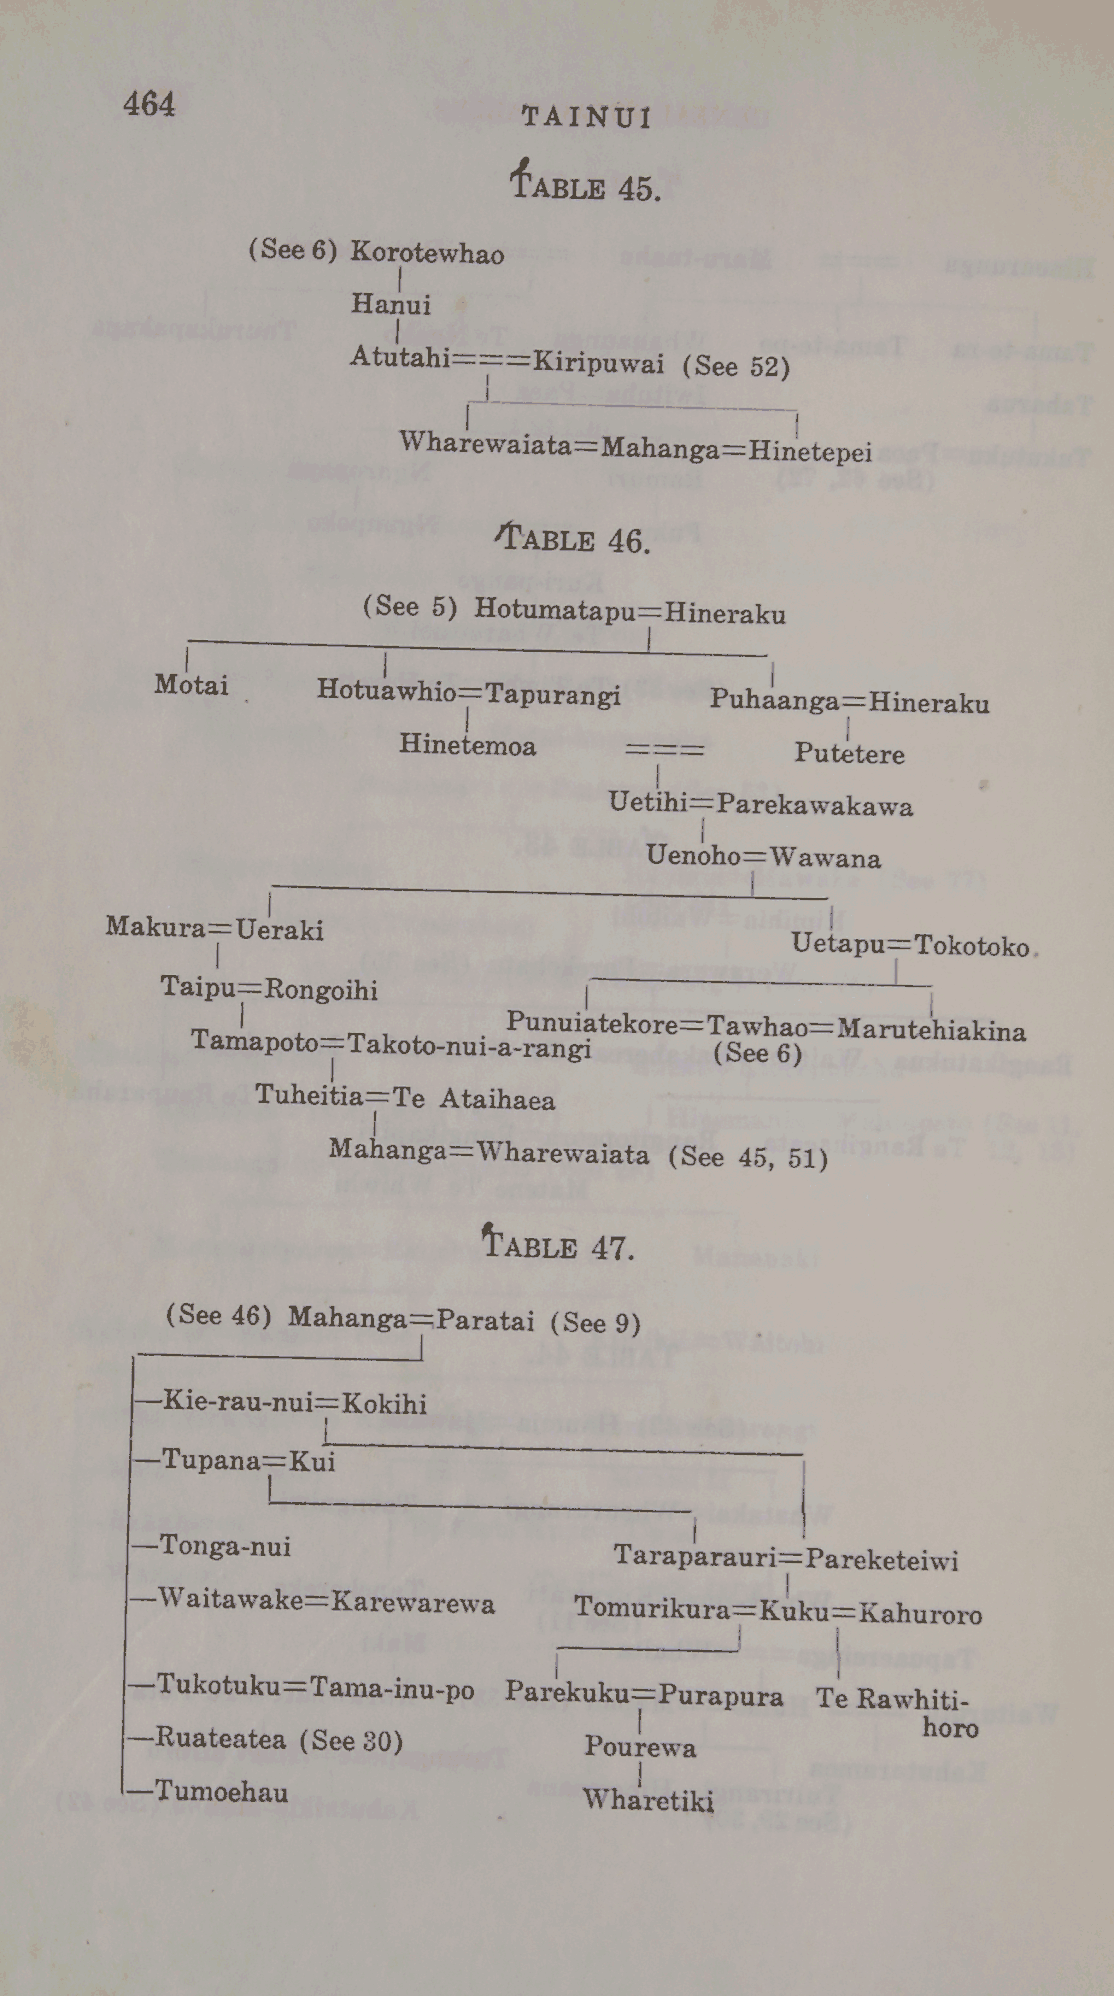 464
TAINUI
TABLE 45.
(See 6) Korotewhao
Hanui
Atutahi===Kiripuwai (See 52)
Wharewaiata=Mahanga=Hinetepei
TABLE 46.
(See 5) Hotumatapu=Hineraku
Motai Hotuawhio=Tapurangi Puhaanga=Hineraku
Hinetemoa === Putetere
Uetihi=Parekawakawa
Uenoho=Wawana
Makura=Ueraki Uetapu=Tokotoko.
Taipu=Rongoihi
Punuiatekore=Tawhao=Marutehiakina
Tamapoto=Takoto-nui-a-rangi (See 6)
Tuheitia=Te Ataihaea
Mahanga=Wharewaiata (See 45, 51)
TABLE 47.
(See 46) Mahanga=Paratai (See 9)
—Kie-rau-nui=Kokihi
—Tupana=Kui
—Tonga-nui Taraparauri=Pareketeiwi
—Waitawake=Karewarewa Tomurikura=Kuku=Kahuroro
—Tukotuku=Tama-inu-po Parekuku=Purapura Te Rawhiti-
horo
—Ruateatea (See 30) Pourewa
—Tumoehau Wharetiki